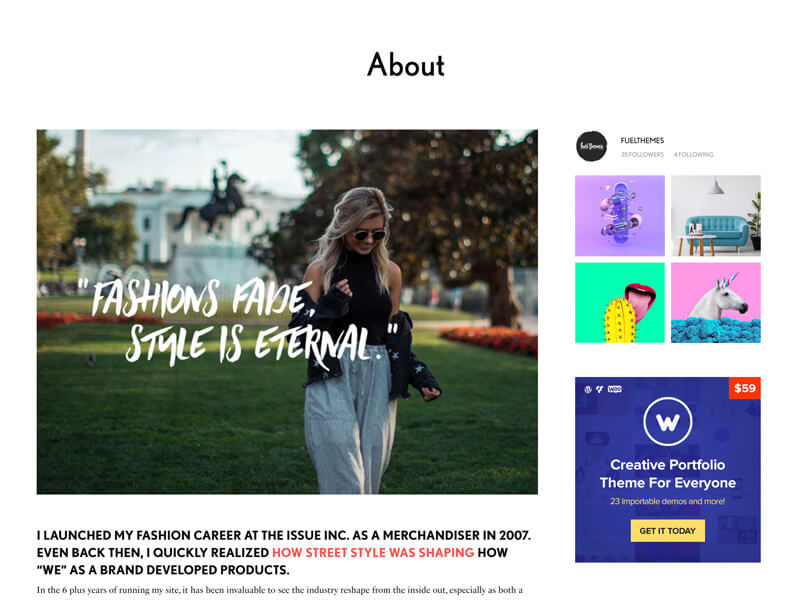 About
"FASHIONS FADE,
STYLE IS ETERNAL."
I LAUNCHED MY FASHION CAREER AT THE ISSUE INC. AS A MERCHANDISER IN 2007.
EVEN BACK THEN, I QUICKLY REALIZED HOW STREET STYLE WAS SHAPING HOW
“WE” AS A BRAND DEVELOPED PRODUCTS.
In the 6 plus years of running my site, it has been invaluable to see the industry reshape from the inside out, especially as both a
fuel themes
FUELTHEMES
35 FOLLOWERS 4 FOLLOWING
WOO
$59
W
Creative Portfolio
Theme For Everyone
23 importable demos and more!
GET IT TODAY